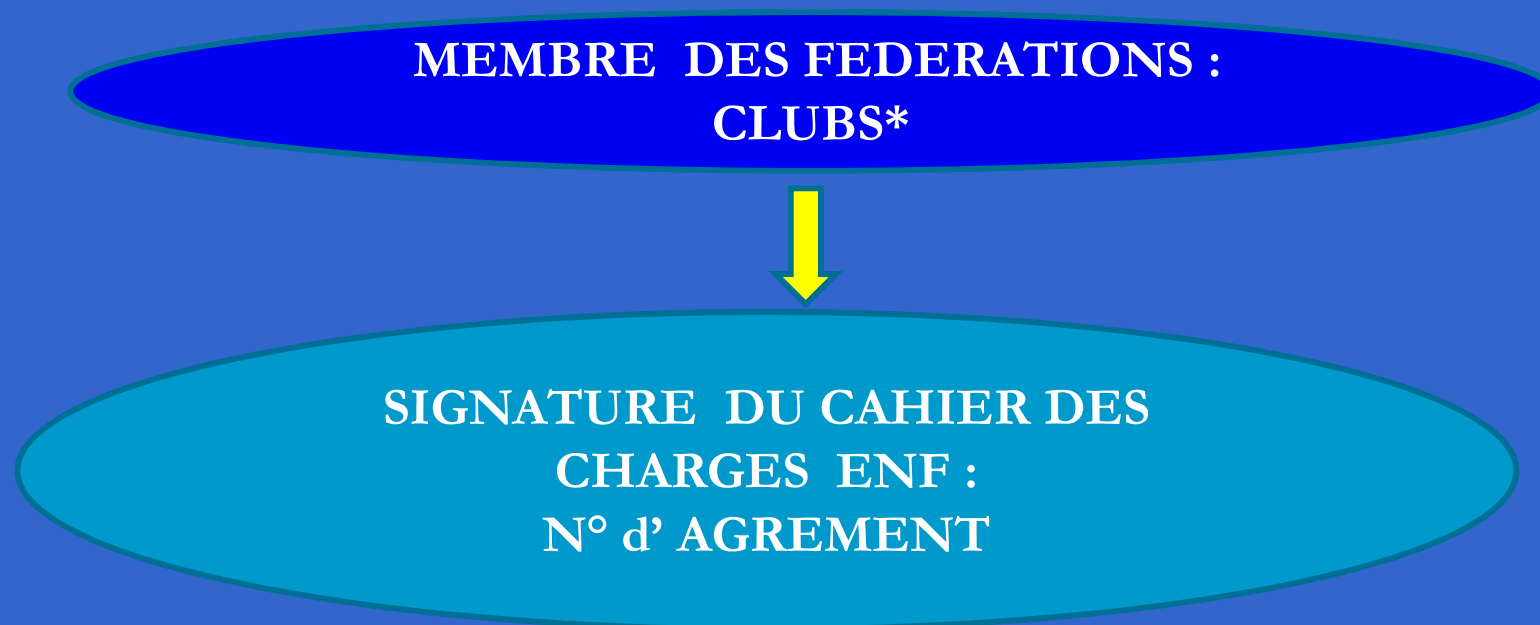 MEMBRE DES FEDERATIONS :
CLUBS*
SIGNATURE DU CAHIER DES
CHARGES ENF :
N° d’ AGREMENT